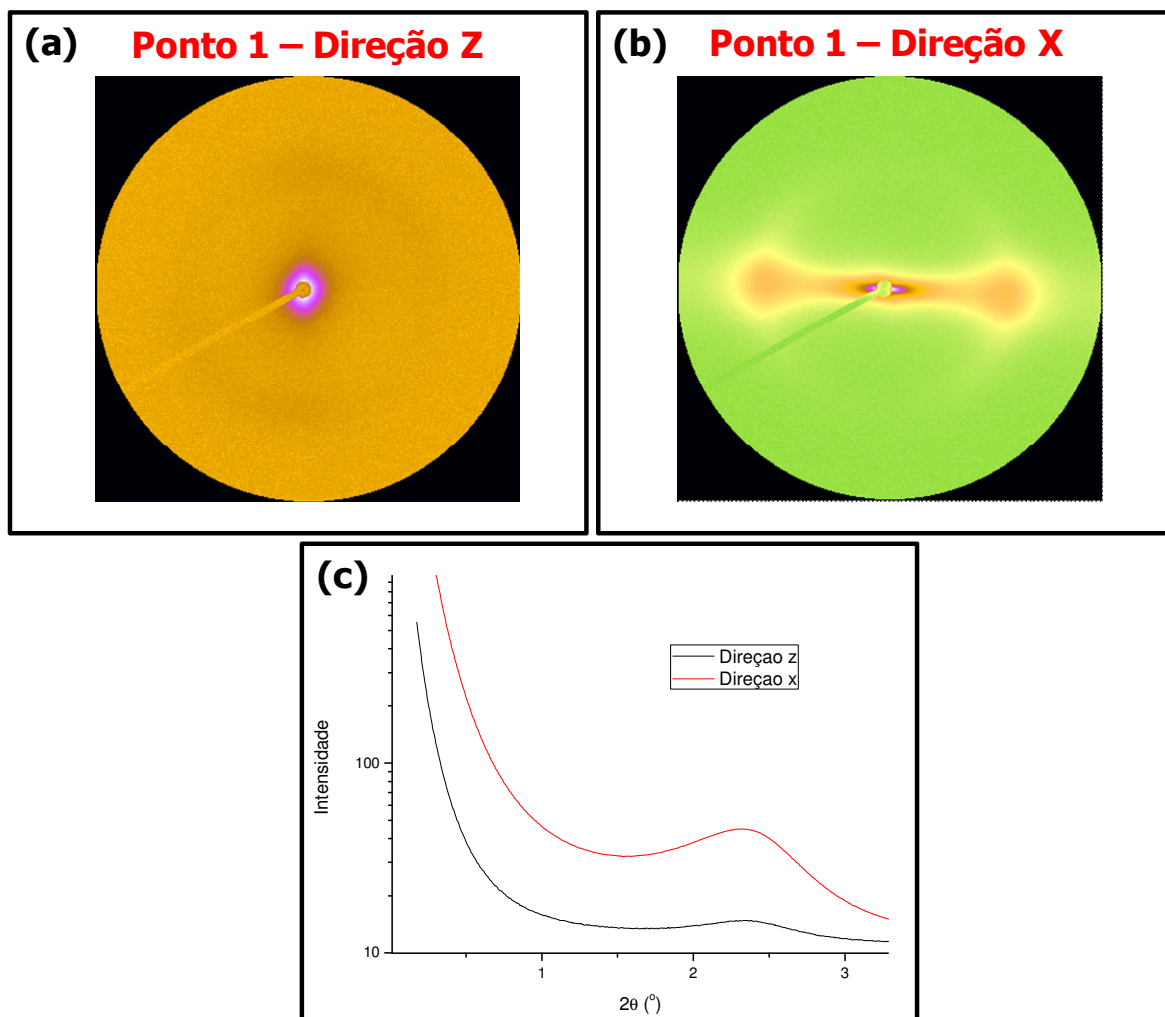 (a) Ponto 1 – Direção Z
(b) Ponto 1 – Direção X
(c)
Direçao z
Direçao x
Intensidade
100
10
1
2
3
2θ (º)